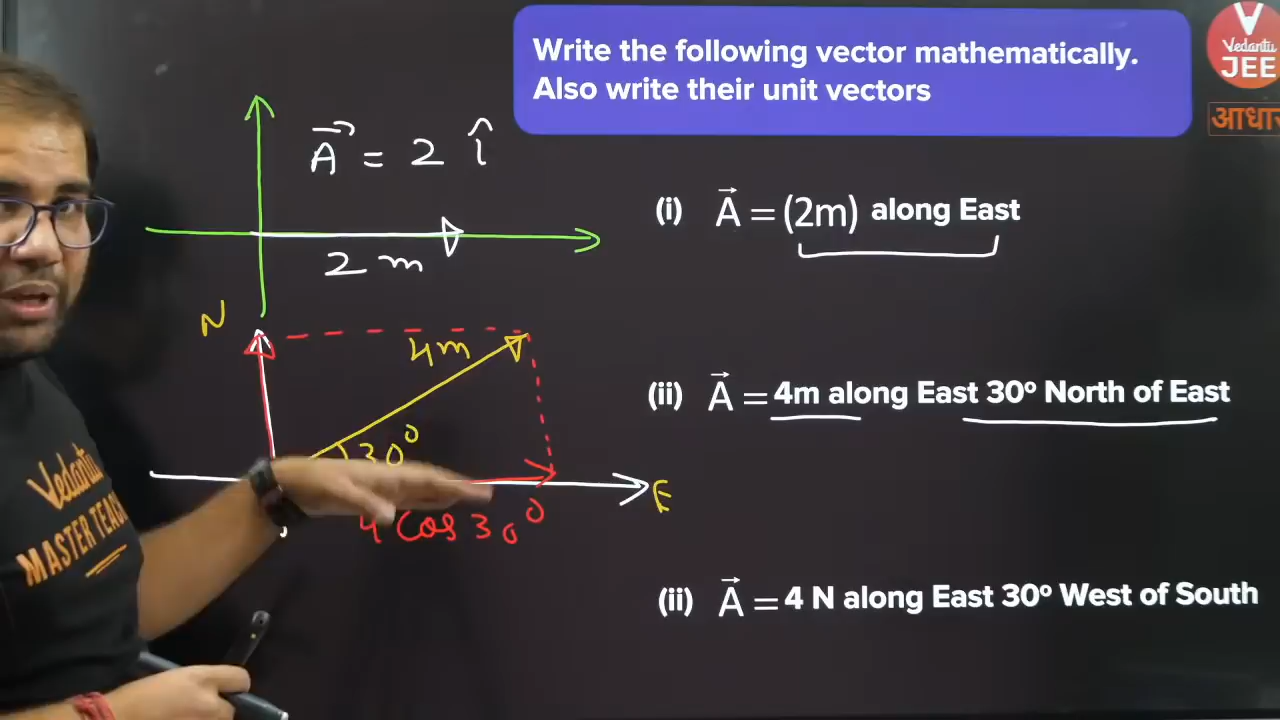 Write the following vector mathematically.
Also write their unit vectors
V
Vedantu
JEE
आधार
A⃗ = 2 î
2 m
(i) A⃗ = (2m) along East
N
4m
30°
(ii) A⃗ = 4m along East 30º North of East
E
4 Cos 30°
Vedantu
MASTER TEACH
(ii) A⃗ = 4 N along East 30º West of South